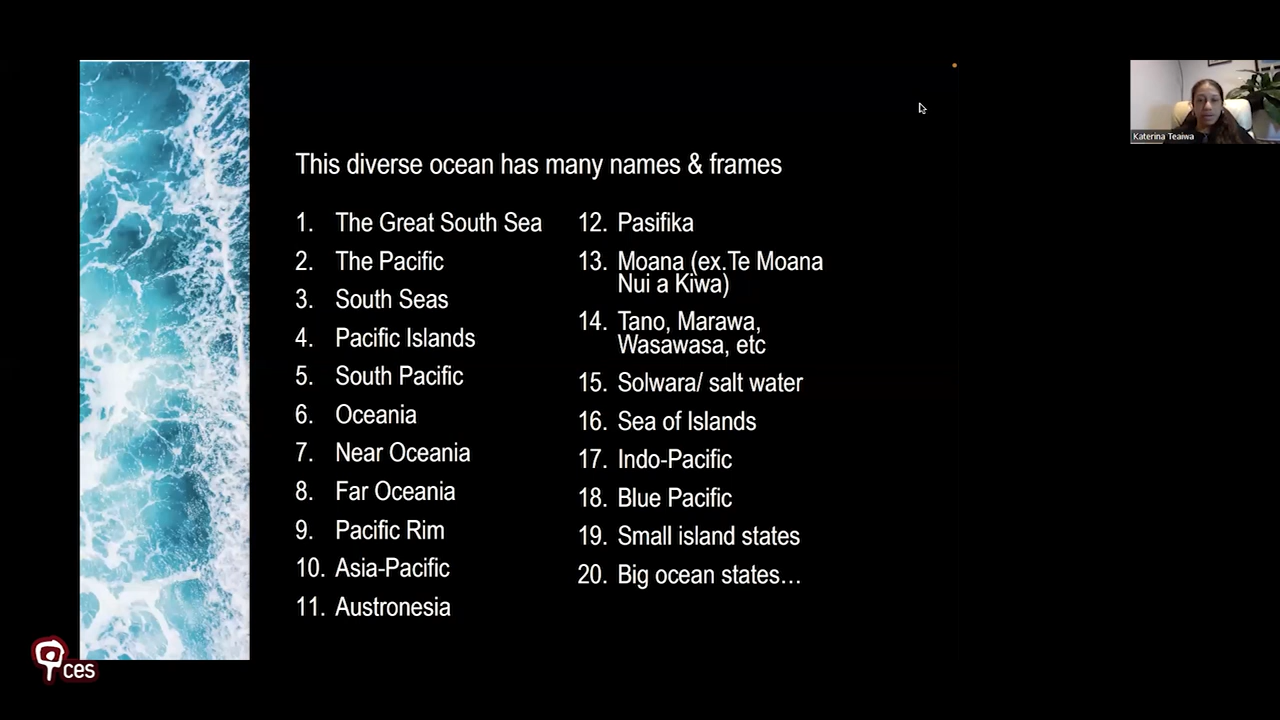 This diverse ocean has many names & frames
1. The Great South Sea
2. The Pacific
3. South Seas
4. Pacific Islands
5. South Pacific
6. Oceania
7. Near Oceania
8. Far Oceania
9. Pacific Rim
10. Asia-Pacific
11. Austronesia
12. Pasifika
13. Moana (ex.Te Moana
Nui a Kiwa)
14. Tano, Marawa,
Wasawasa, etc
15. Solwara/ salt water
16. Sea of Islands
17. Indo-Pacific
18. Blue Pacific
19. Small island states
20. Big ocean states…
Katerina Teaiwa
ces